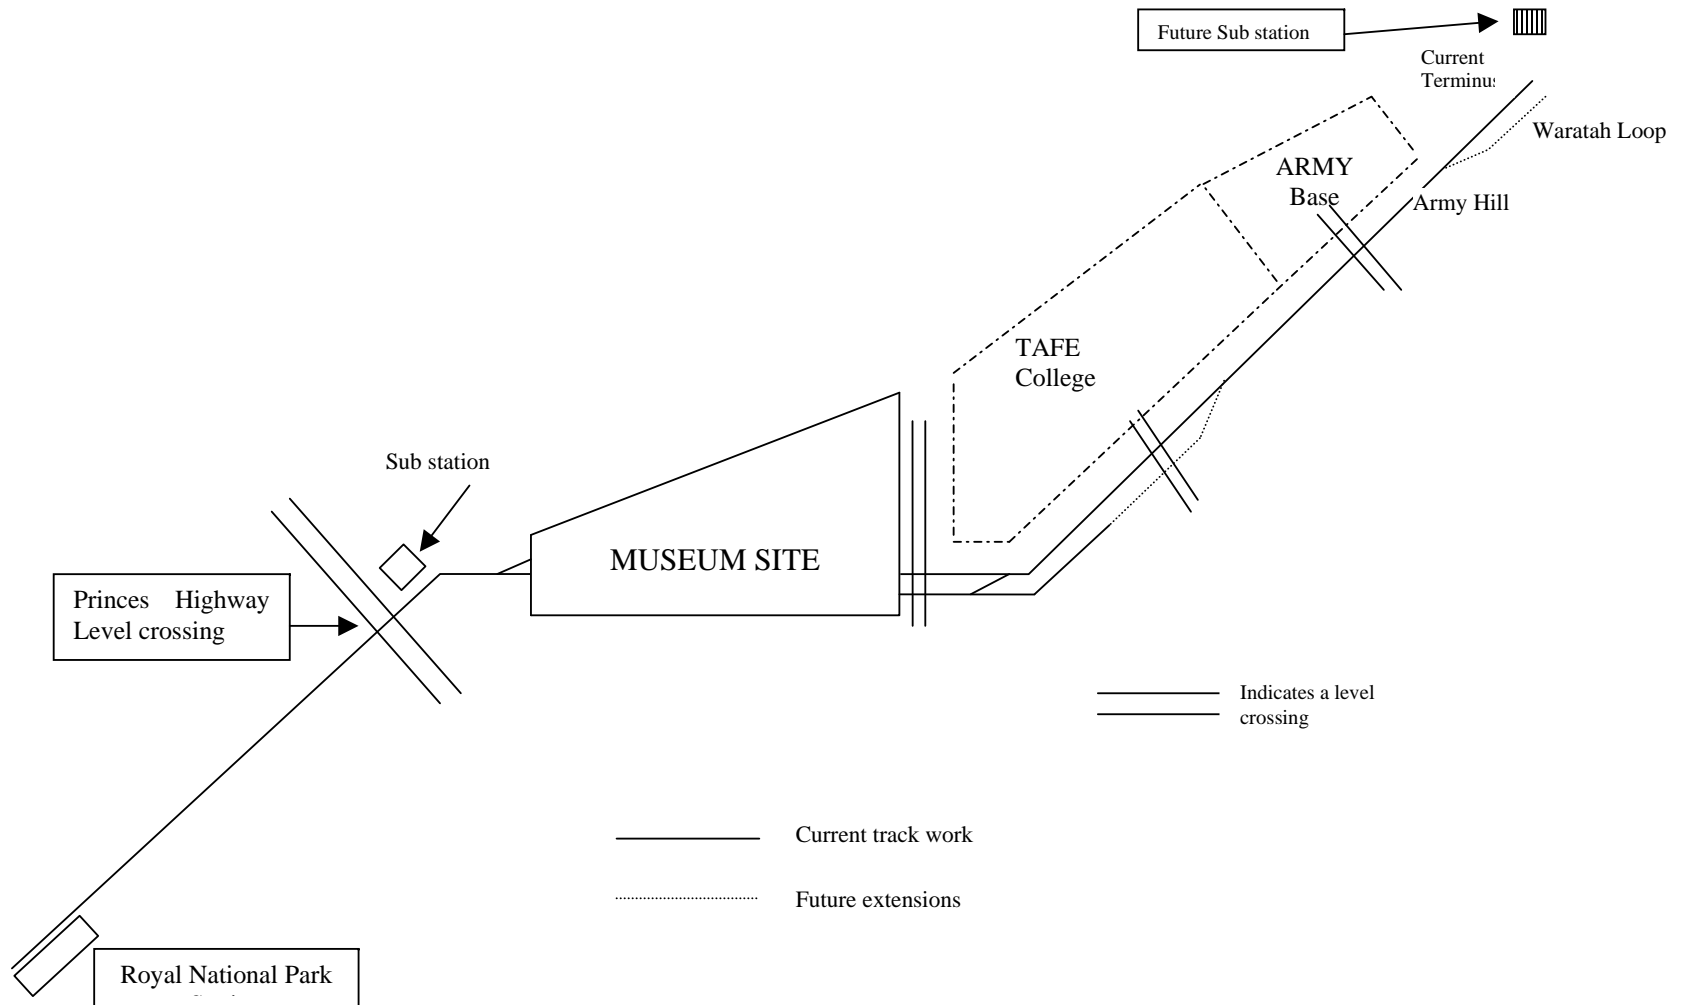 Future Sub station
Current
Waratah Loop
ARMY
Base
Army Hill
TAFE
College
Sub station
MUSEUM SITE
Princes Highway
Level crossing
Indicates a level
crossing
Current track work
Future extensions
Royal National Park